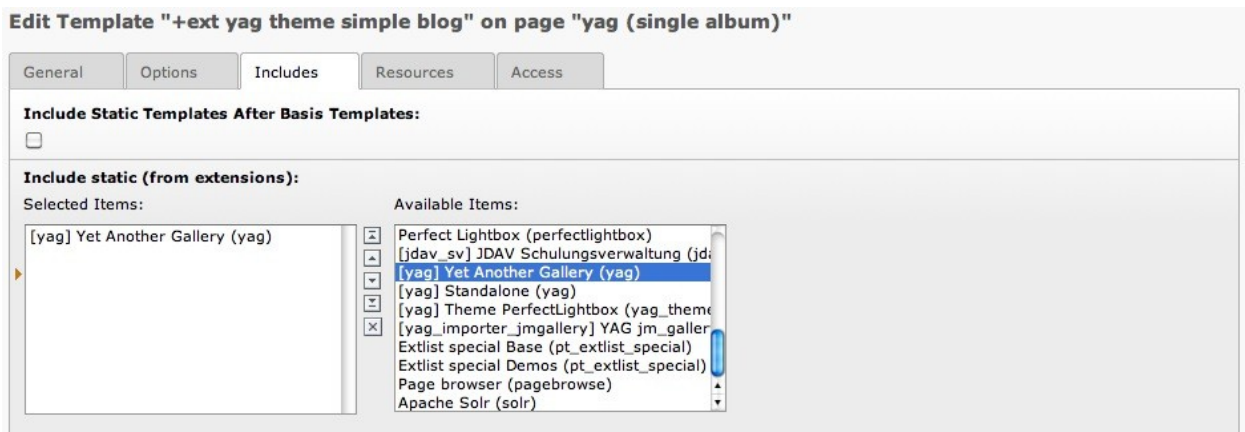 Edit Template "+ext yag theme simple blog" on page "yag (single album)"
General Options Includes Resources Access
Include Static Templates After Basis Templates:
Include static (from extensions):
Selected Items:
[yag] Yet Another Gallery (yag)
Available Items:
Perfect Lightbox (perfectlightbox)
[jdav_sv] JDAV Schulungsverwaltung (jda
[yag] Yet Another Gallery (yag)
[yag] Standalone (yag)
[yag] Theme PerfectLightbox (yag_theme
[yag_importer_jmgallery] YAG jm_galler
Extlist special Base (pt_extlist_special)
Extlist special Demos (pt_extlist_special)
Page browser (pagebrowse)
Apache Solr (solr)